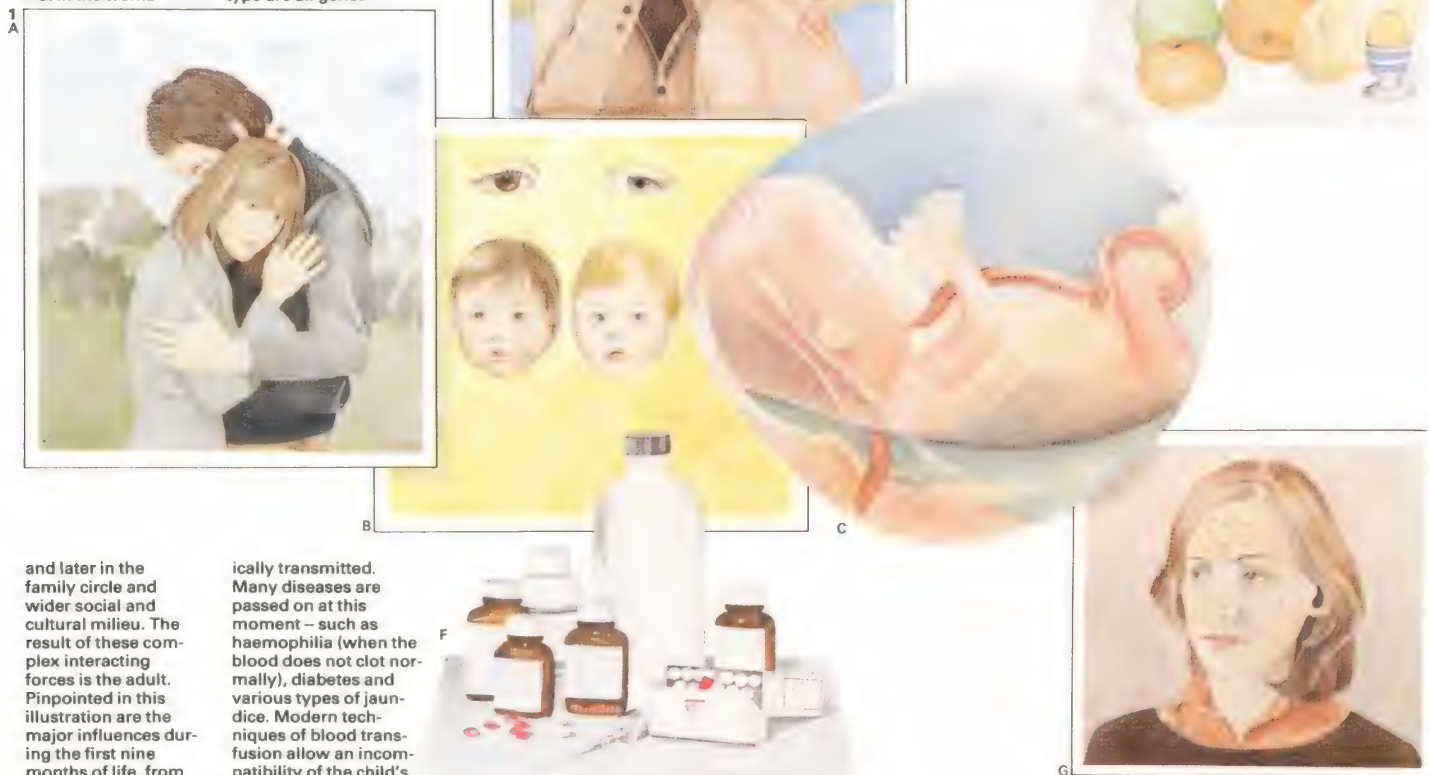 1
A
type are all genet-
B
C
and later in the
family circle and
wider social and
cultural milieu. The
result of these com-
plex interacting
forces is the adult.
Pinpointed in this
illustration are the
major influences dur-
ing the first nine
months of life, from
ically transmitted.
Many diseases are
passed on at this
moment – such as
haemophilia (when the
blood does not clot nor-
mally), diabetes and
various types of jaun-
dice. Modern tech-
niques of blood trans-
fusion allow an incom-
patibility of the child's
F
G